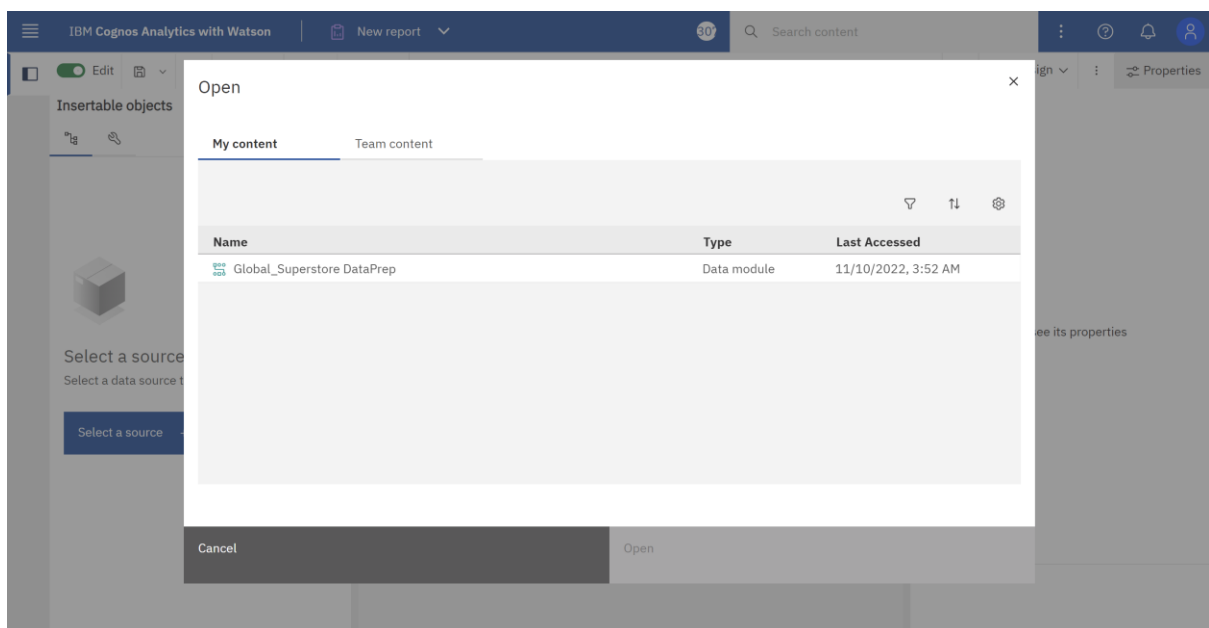 IBM Cognos Analytics with Watson
New report
30
Search content
Edit
Properties
Insertable objects
Open
My content
Team content
Name Type Last Accessed
Global_Superstore DataPrep Data module 11/10/2022, 3:52 AM
see its properties
Select a source
Select a data source
Select a source
Cancel
Open